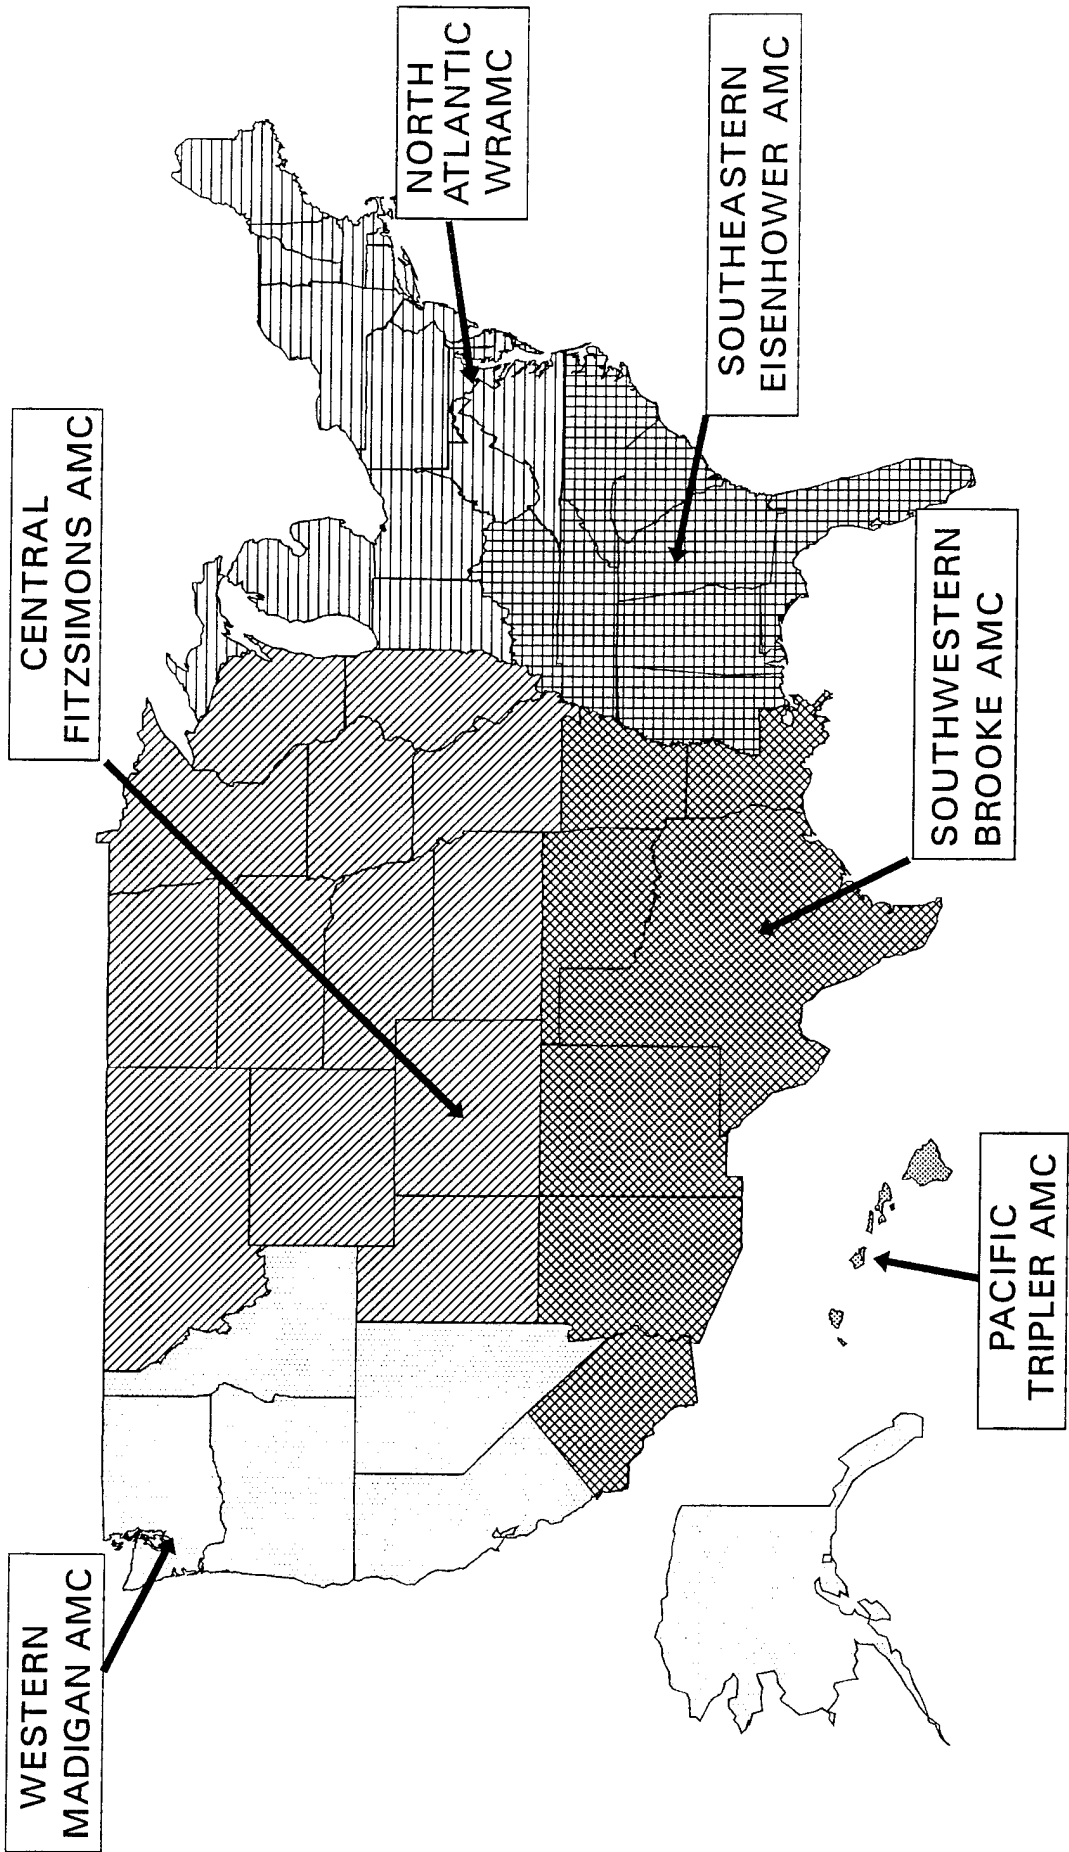 WESTERN
MADIGAN AMC
CENTRAL
FITZSIMONS AMC
NORTH
ATLANTIC
WRAMC
SOUTHEASTERN
EISENHOWER AMC
SOUTHWESTERN
BROOKE AMC
PACIFIC
TRIPLER AMC